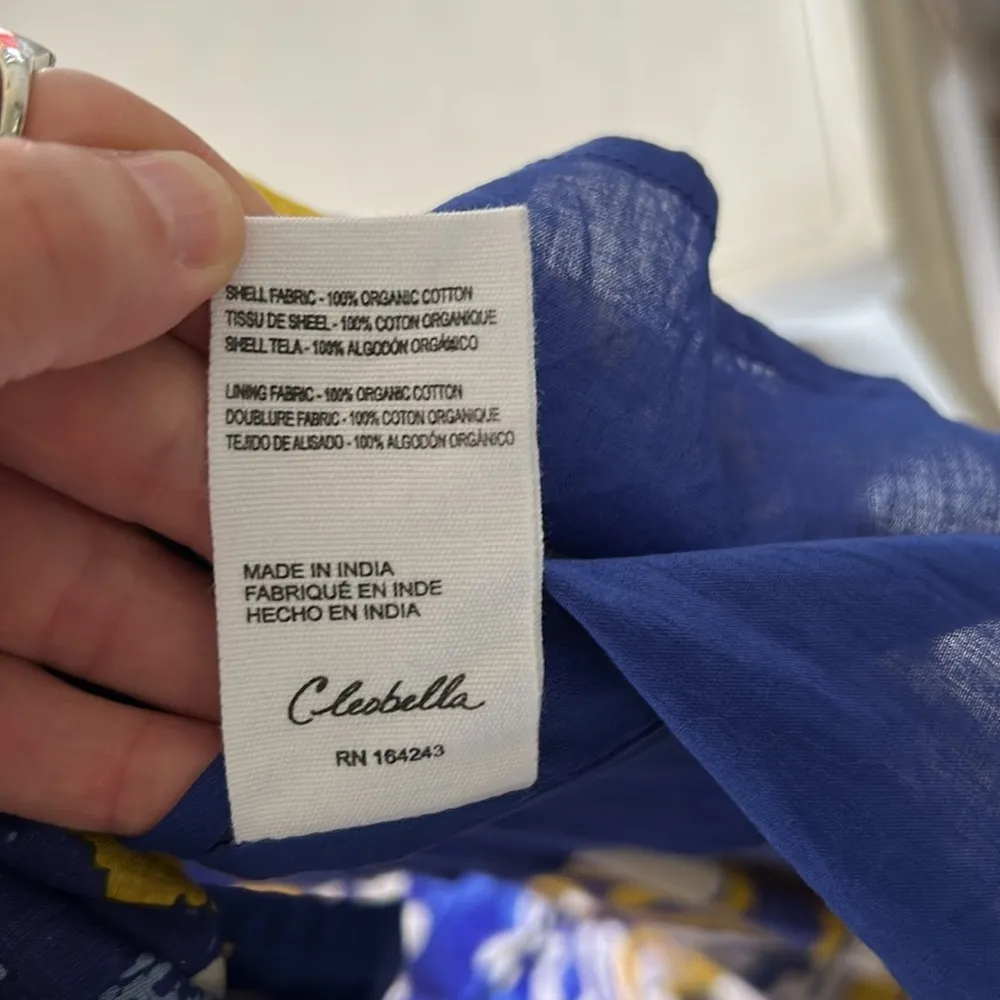 SHELL FABRIC - 100% ORGANIC COTTON
TISSU DE SHEEL - 100% COTON ORGANIQUE
SHELL TELA - 100% ALGODÓN ORGÁNICO
LINING FABRIC - 100% ORGANIC COTTON
DOUBLURE FABRIC - 100% COTON ORGANIQUE
TEJIDO DE ALISADO - 100% ALGODÓN ORGÁNICO
MADE IN INDIA
FABRIQUÉ EN INDE
HECHO EN INDIA
Cleobella
RN 164243